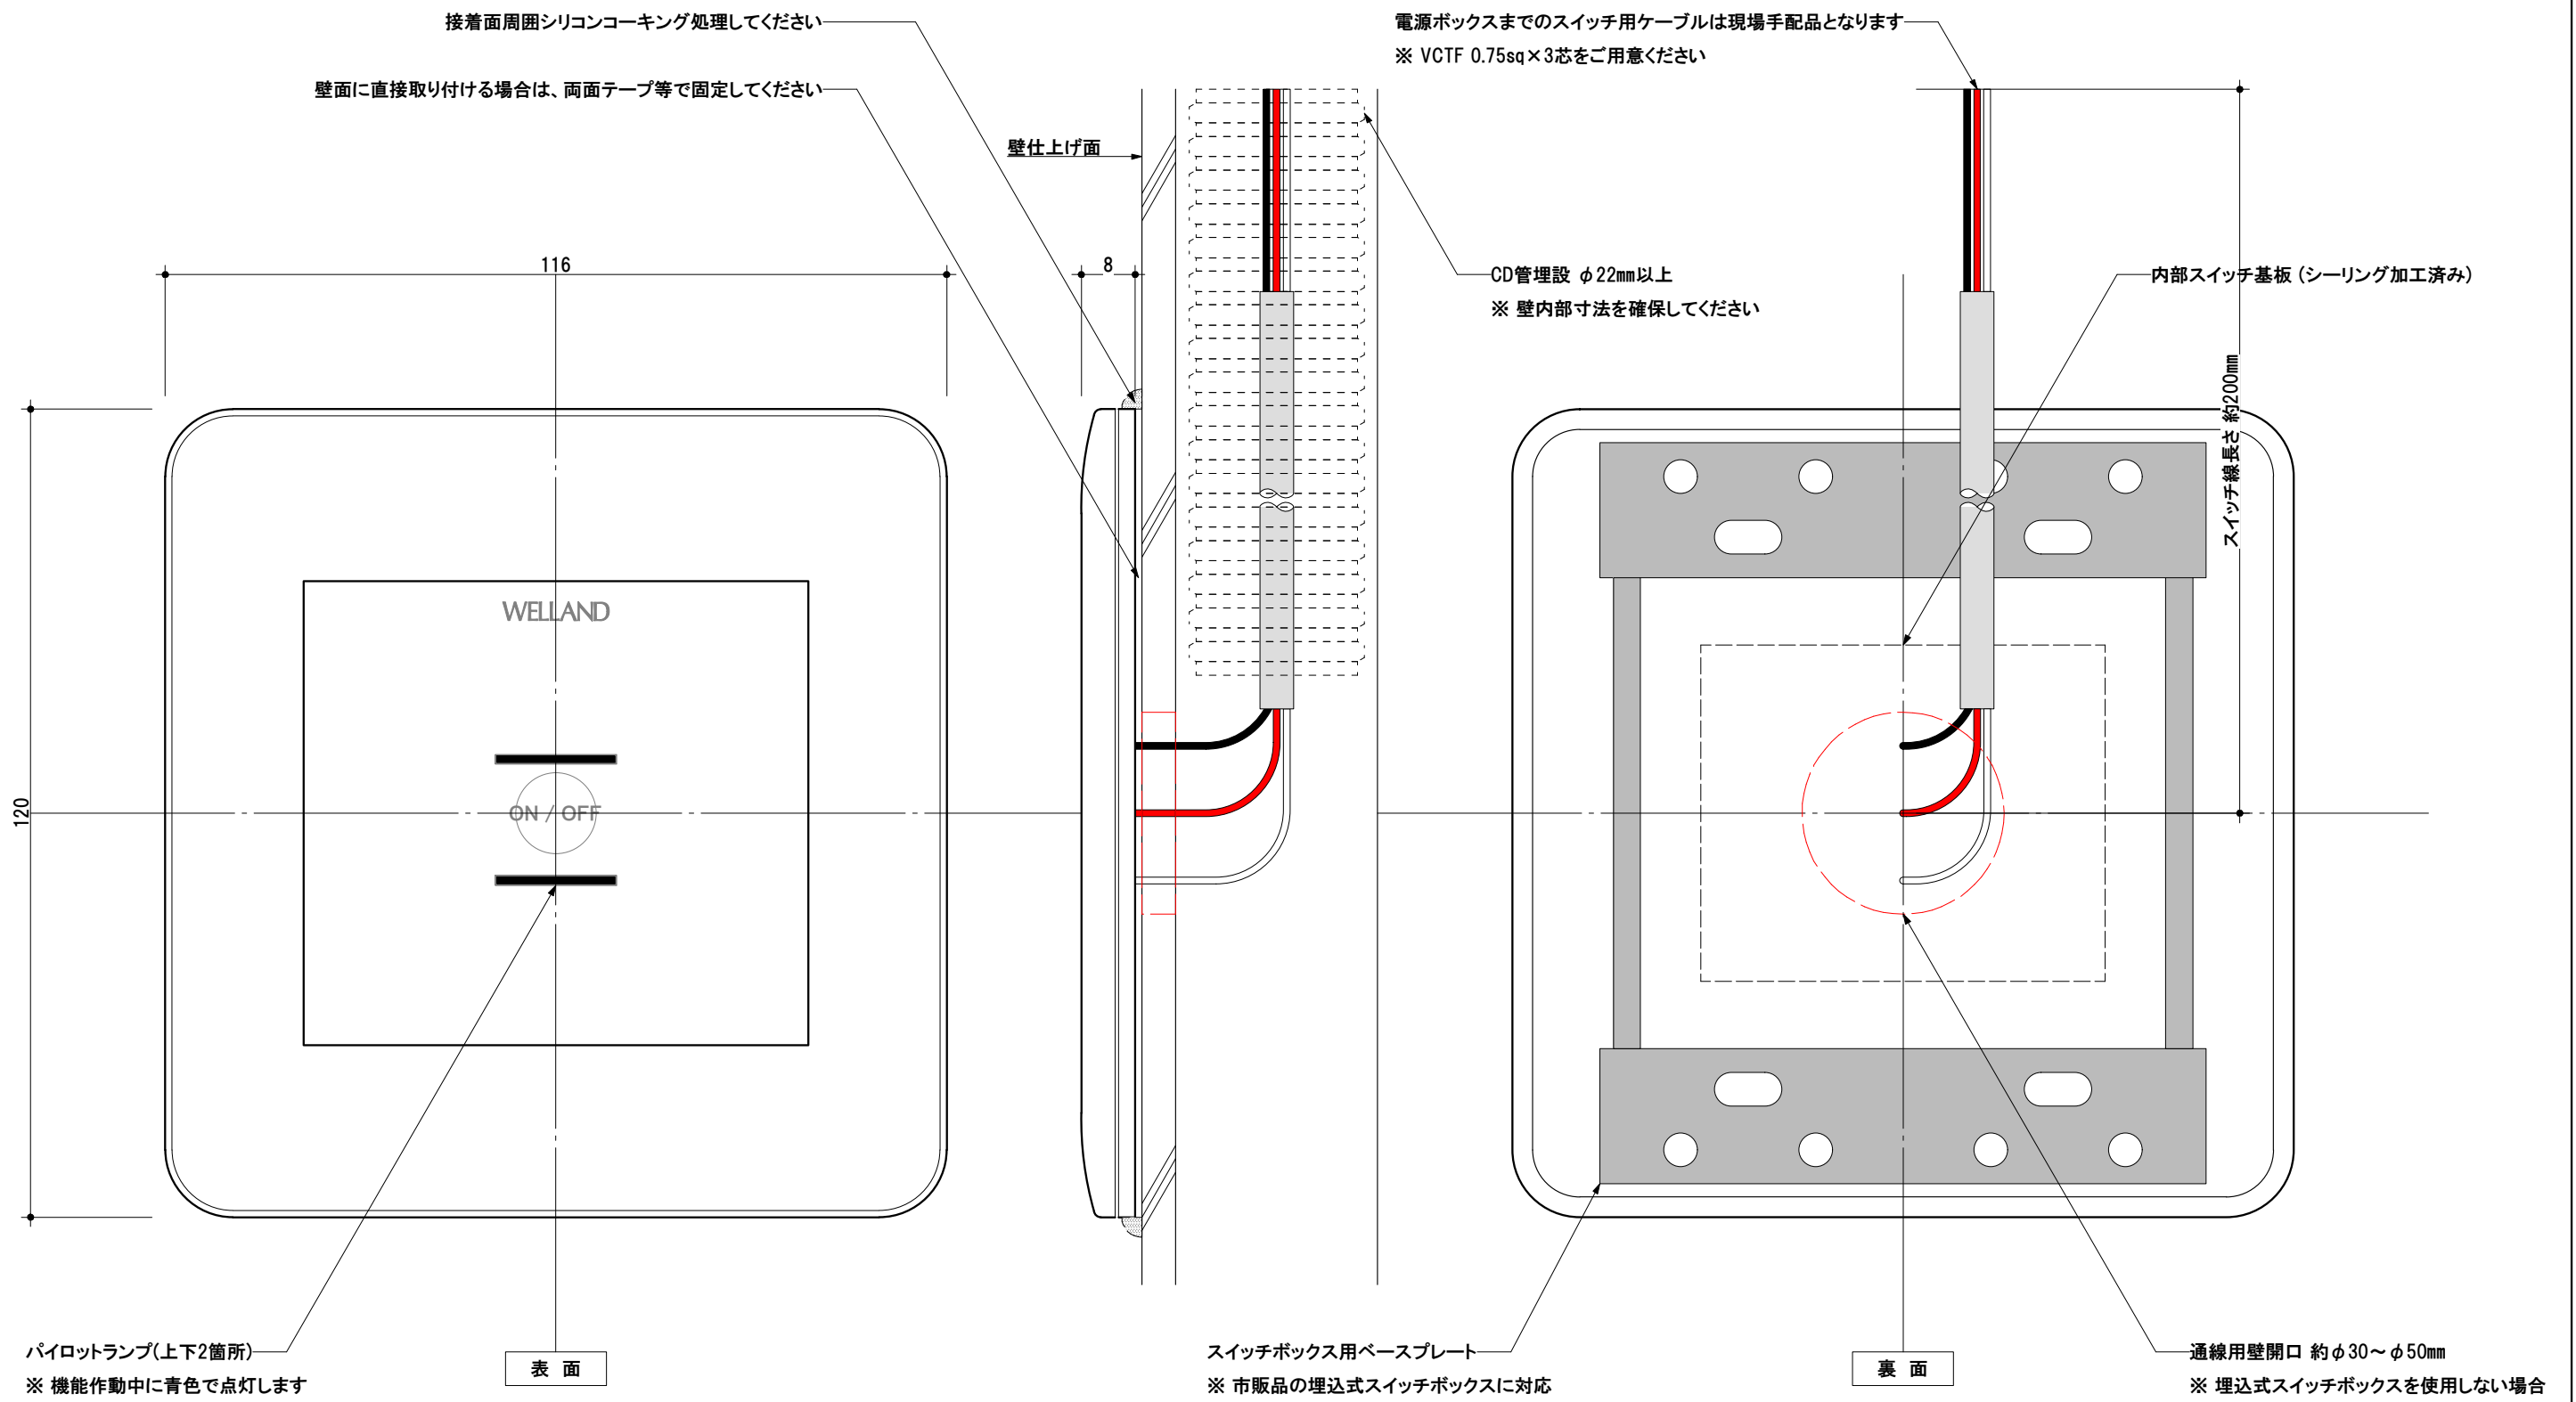 接着面周囲シリコンコーキング処理してください
電源ボックスまでのスイッチ用ケーブルは現場手配品となります
※ VCTF 0.75sq×3芯をご用意ください
壁面に直接取り付ける場合は、両面テープ等で固定してください
壁仕上げ面
116
8
CD管埋設 φ22mm以上
※ 壁内部寸法を確保してください
内部スイッチ基板 (シーリング加工済み)
スイッチ線長さ 約200mm
WELLAND
ON / OFF
120
パイロットランプ(上下2箇所)
※ 機能作動中に青色で点灯します
表 面
スイッチボックス用ベースプレート
※ 市販品の埋込式スイッチボックスに対応
裏 面
通線用壁開口 約φ30～φ50mm
※ 埋込式スイッチボックスを使用しない場合